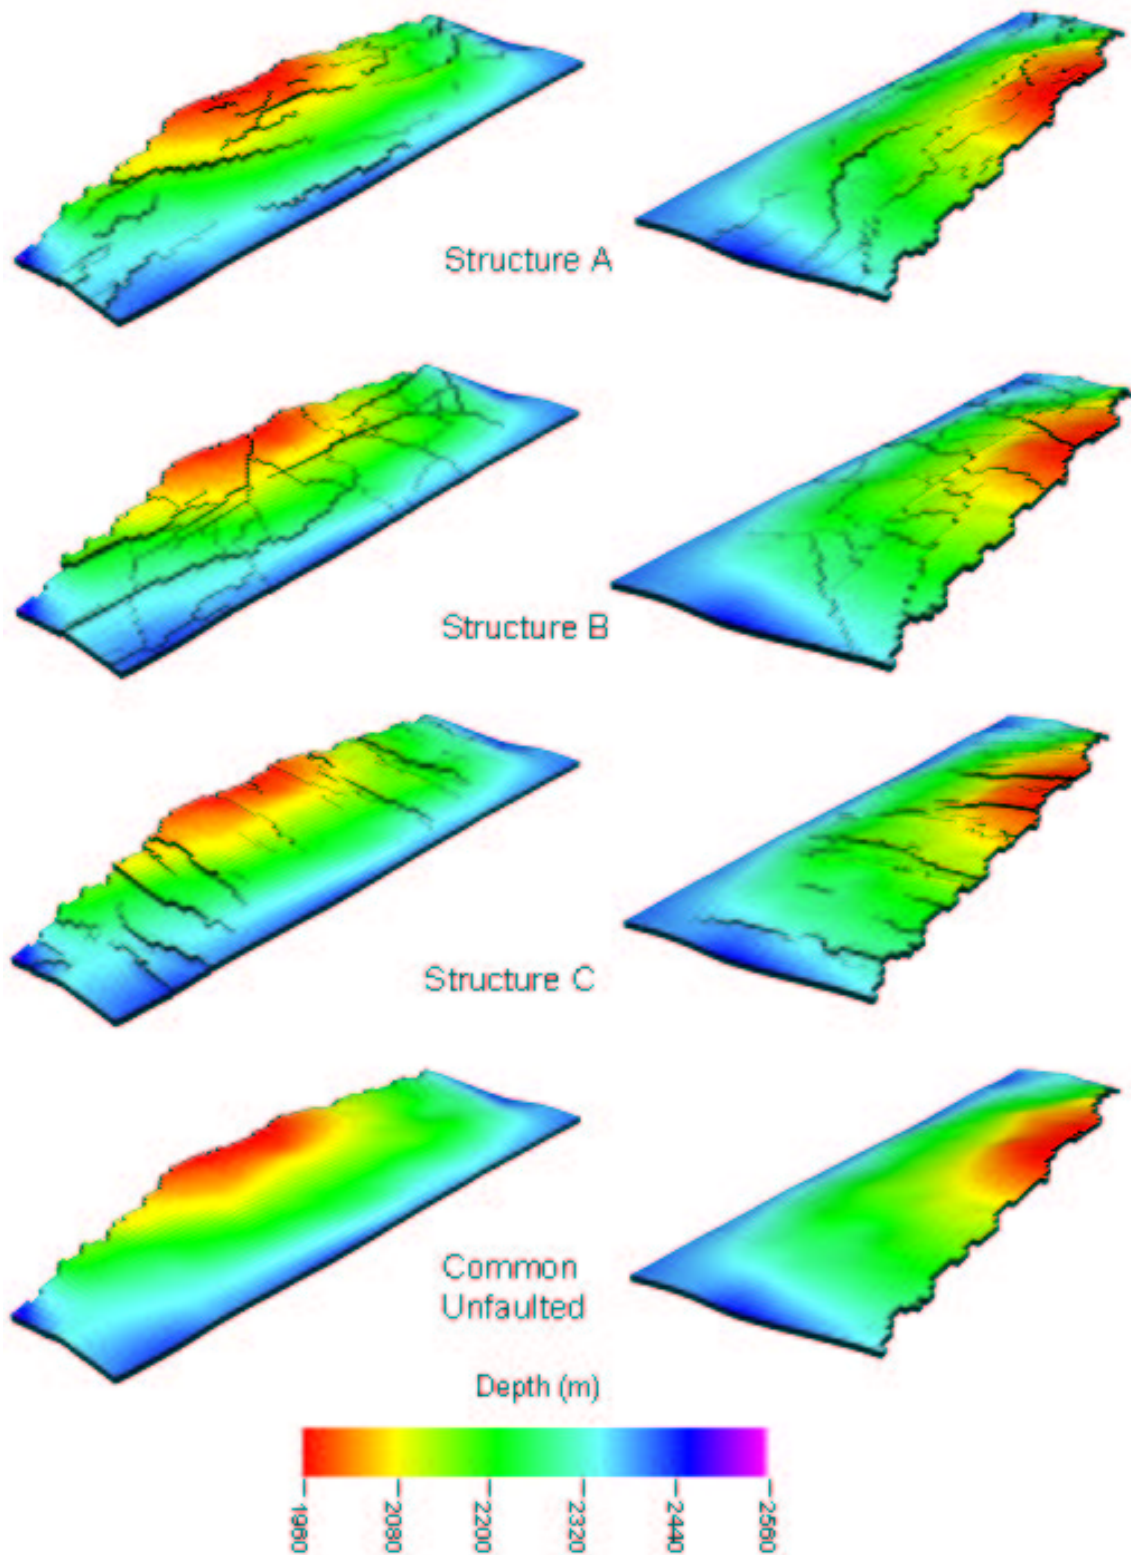 Structure A
Structure B
Structure C
Common
Unfaulted
Depth (m)
1960 2080 2200 2320 2440 2560